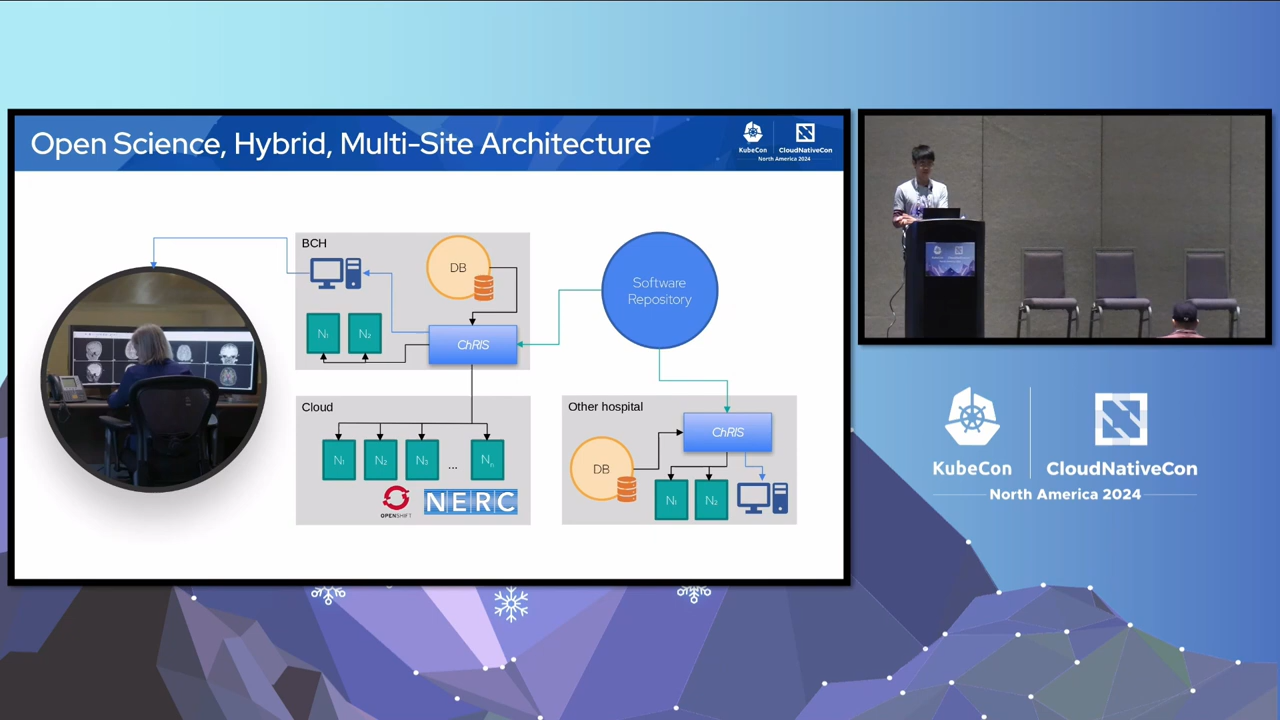 Open Science, Hybrid, Multi-Site Architecture
KubeCon
CloudNativeCon
North America 2024
BCH
DB
N₁
N₂
ChRIS
Software
Repository
Cloud
N₁
N₂
N₃
...
Nₙ
OPENSHIFT
NERC
Other hospital
ChRIS
DB
N₁
N₂
KubeCon
CloudNativeCon
North America 2024